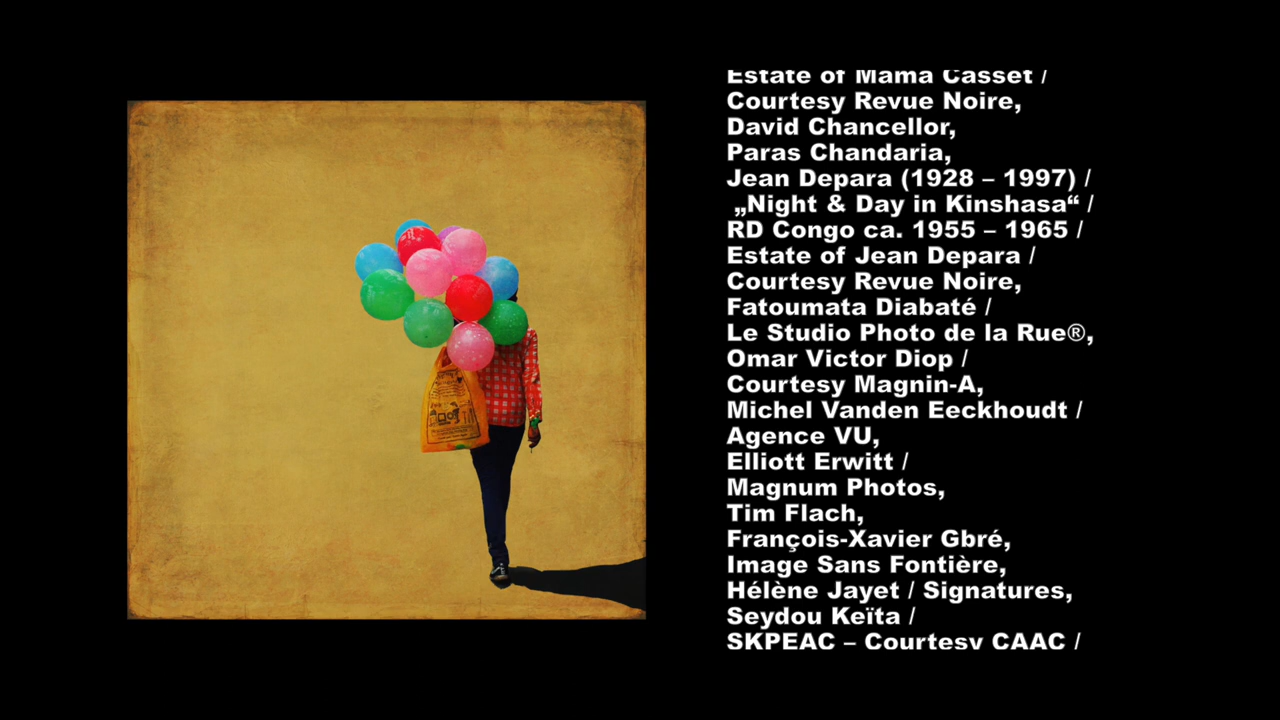 Estate of Mama Casset /
Courtesy Revue Noire,
David Chancellor,
Paras Chandaria,
Jean Depara (1928 – 1997) /
„Night & Day in Kinshasa“ /
RD Congo ca. 1955 – 1965 /
Estate of Jean Depara /
Courtesy Revue Noire,
Fatoumata Diabaté /
Le Studio Photo de la Rue®,
Omar Victor Diop /
Courtesy Magnin-A,
Michel Vanden Eeckhoudt /
Agence VU,
Elliott Erwitt /
Magnum Photos,
Tim Flach,
François-Xavier Gbré,
Image Sans Fontière,
Hélène Jayet / Signatures,
Seydou Keïta /
SKPEAC – Courtesy CAAC /